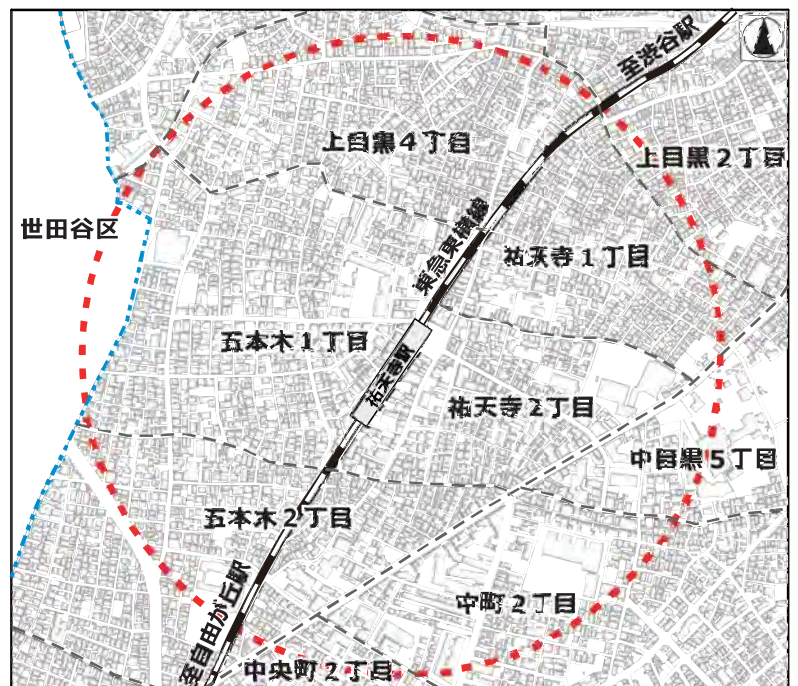 至渋谷駅
上目黒4丁目
上目黒2丁目
世田谷区
東急東横線
祐天寺1丁目
五本木1丁目
祐天寺駅
祐天寺2丁目
中目黒5丁目
五本木2丁目
至自由が丘駅
中町2丁目
中央町2丁目